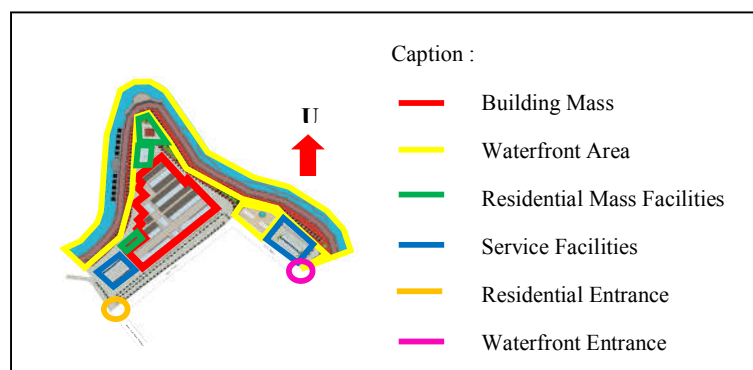 Caption :
U
Building Mass
Waterfront Area
Residential Mass Facilities
Service Facilities
Residential Entrance
Waterfront Entrance